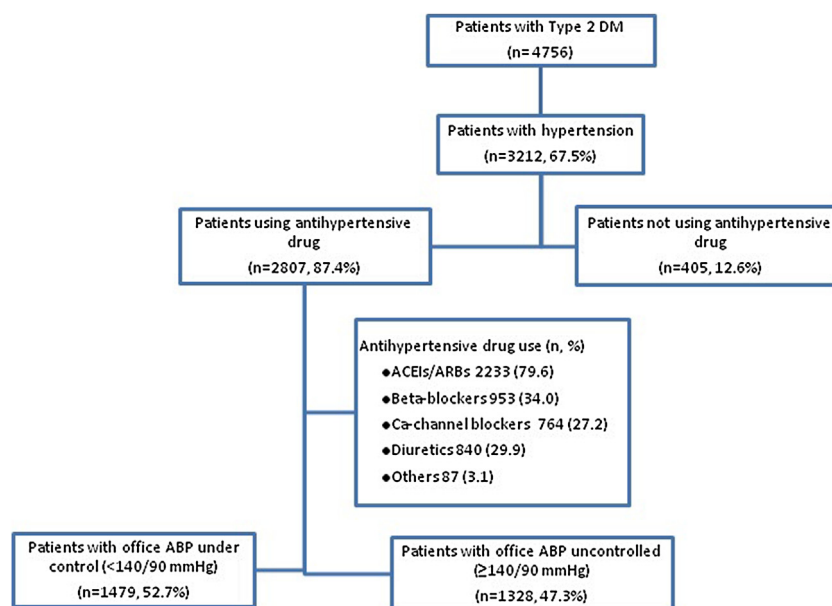 Patients with Type 2 DM
(n= 4756)
Patients with hypertension
(n=3212, 67.5%)
Patients using antihypertensive
drug
(n=2807, 87.4%)
Patients not using antihypertensive
drug
(n=405, 12.6%)
Antihypertensive drug use (n, %)
●ACEIs/ARBs 2233 (79.6)
●Beta-blockers 953 (34.0)
●Ca-channel blockers 764 (27.2)
●Diuretics 840 (29.9)
●Others 87 (3.1)
Patients with office ABP under
control (<140/90 mmHg)
n=1479, 52.7%)
Patients with office ABP uncontrolled
(≥140/90 mmHg)
n=1328, 47.3%)